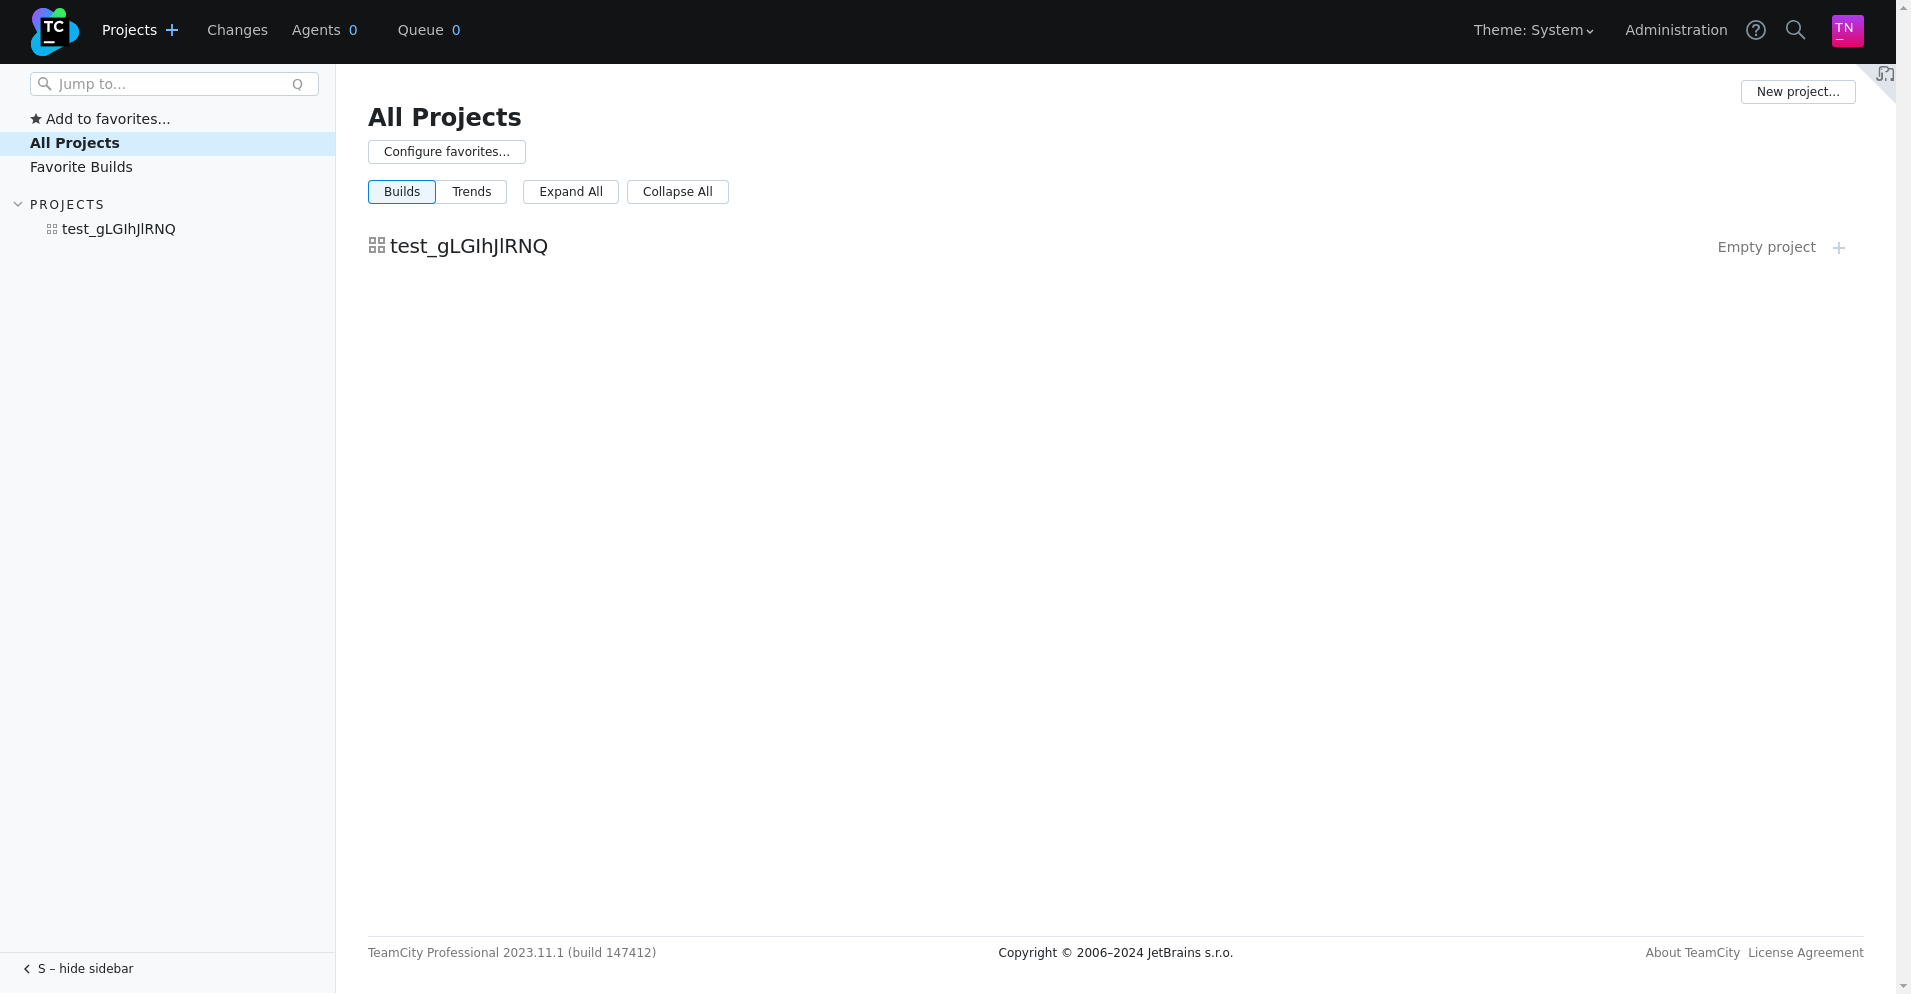 TC
Projects
Changes
Agents 0
Queue 0
Theme: System
Administration
TN
Jump to...
Q
Add to favorites...
All Projects
Favorite Builds
PROJECTS
test_gLGIhJlRNQ
S – hide sidebar
New project...
All Projects
Configure favorites...
Builds Trends Expand All Collapse All
test_gLGIhJlRNQ
Empty project
TeamCity Professional 2023.11.1 (build 147412)
Copyright © 2006–2024 JetBrains s.r.o.
About TeamCity License Agreement